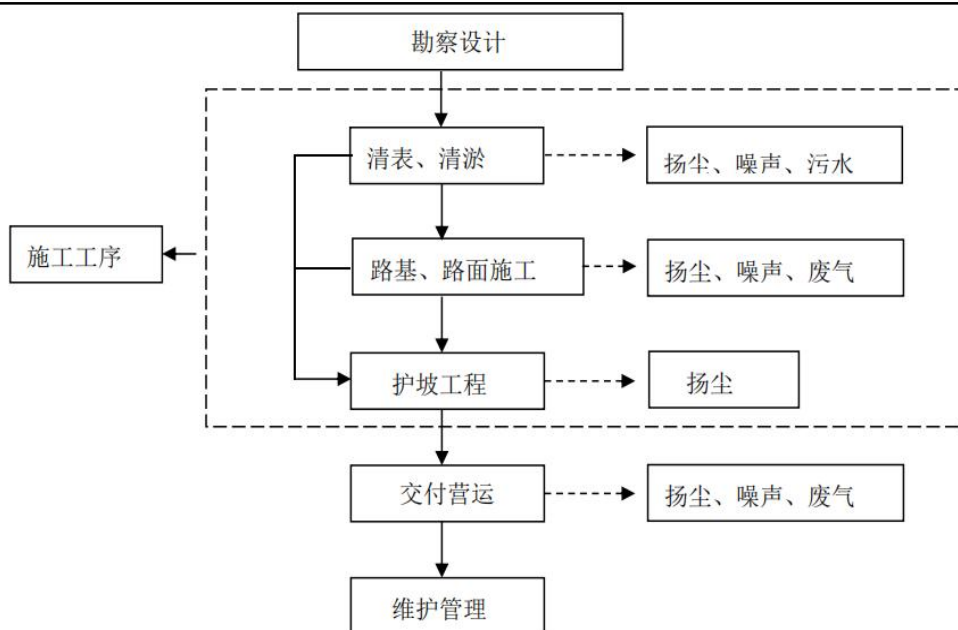 勘察设计
清表、清淤
扬尘、噪声、污水
施工工序
路基、路面施工
扬尘、噪声、废气
护坡工程
扬尘
交付营运
扬尘、噪声、废气
维护管理